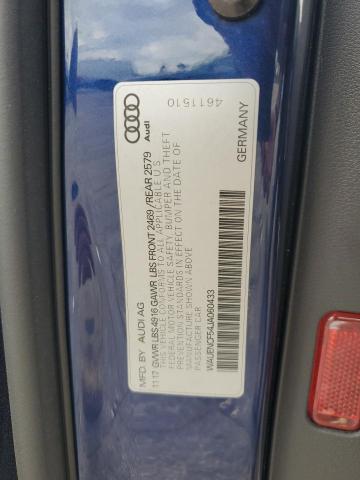 Audi
4611510
MFD. BY AUDI AG
11 17 GVWR LBS 4916 GAWR LBS FRONT 2469 /REAR 2579
THIS VEHICLE CONFORMS TO ALL APPLICABLE U S
FEDERAL MOTOR VEHICLE SAFETY, BUMPER AND THEFT
PREVENTION STANDARDS IN EFFECT ON THE DATE OF
MANUFACTURE SHOWN ABOVE
PASSENGER CAR
WAUENCF54JA060433
GERMANY